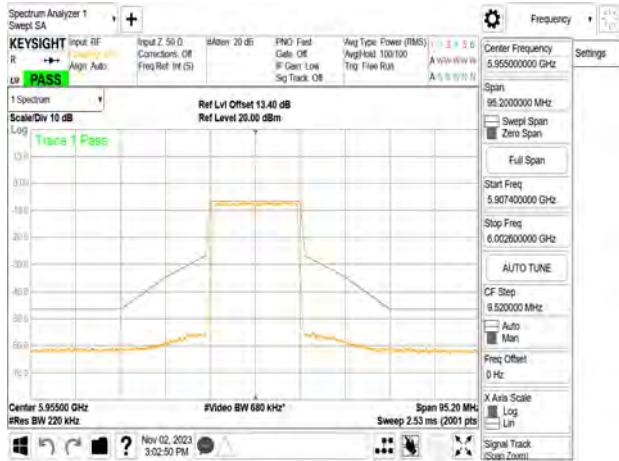 Spectrum Analyzer 1
Swept SA
+
Frequency
KEYSIGHT
Input: RF
Align: Auto
Input Z: 50 Ω
Corrections: Off
Freq Ref: Int (S)
#Atten: 20 dB
PNO: Fast
Gate: Off
IF Gain: Low
Sig Track: Off
Avg Type: Power (RMS)
Avg|Hold: 100/100
Trig: Free Run
PASS
1 Spectrum
Scale/Div 10 dB
Ref Lvl Offset 13.40 dB
Ref Level 20.00 dBm
Log
Trace 1 Pass
Center 5.95500 GHz
#Res BW 220 kHz
#Video BW 680 kHz*
Span 95.20 MHz
Sweep 2.53 ms (2001 pts)
Nov 02, 2023
3:02:50 PM
Settings
Center Frequency
5.955000000 GHz
Span
95.2000000 MHz
Swept Span
Zero Span
Full Span
Start Freq
5.907400000 GHz
Stop Freq
6.002600000 GHz
AUTO TUNE
CF Step
9.520000 MHz
Auto
Man
Freq Offset
0 Hz
X Axis Scale
Log
Lin
Signal Track
(Span Zoom)